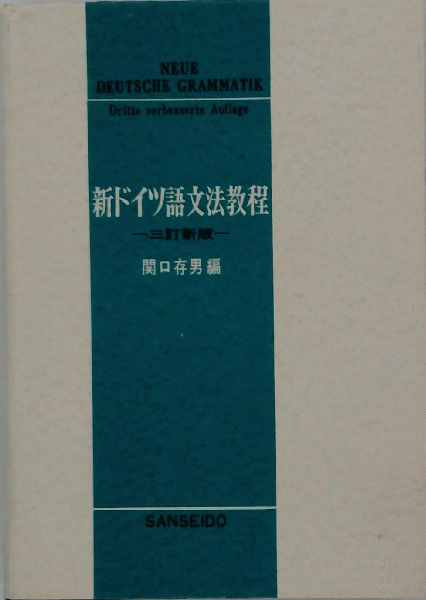 NEUE
DEUTSCHE GRAMMATIK
Dritte verbesserte Auflage
新ドイツ語文法教程
―三訂新版―
関口存男編
SANSEIDO